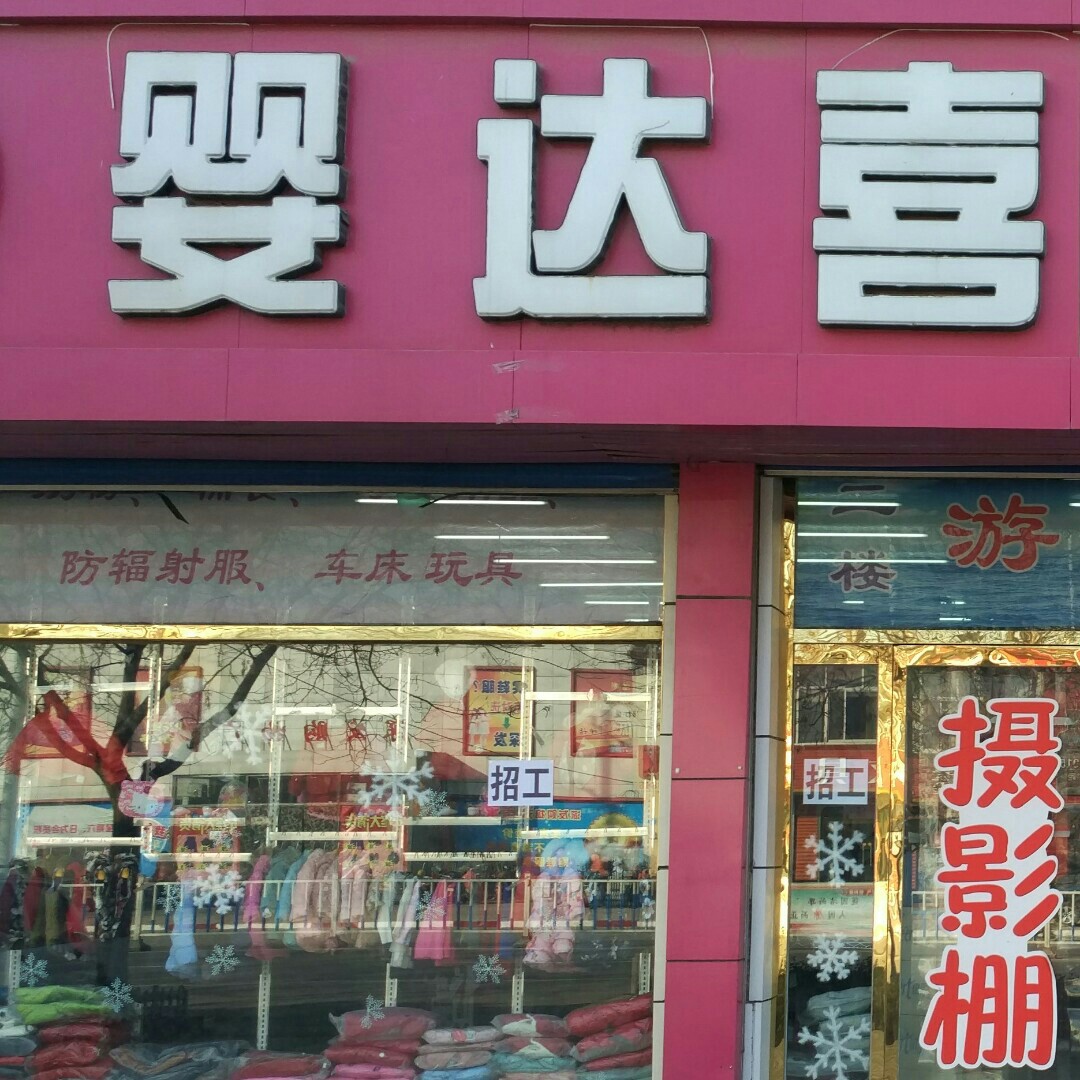 婴达喜
防辐射服、 车床 玩具
二楼
游
招工
招工
摄影棚